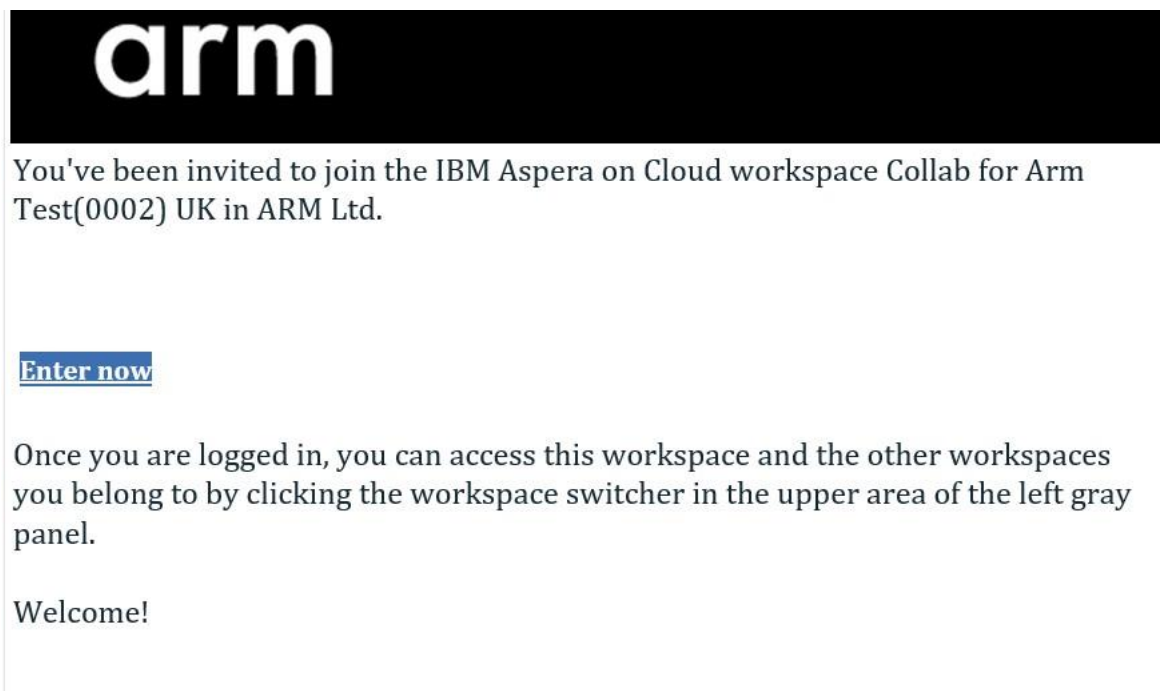 arm
You've been invited to join the IBM Aspera on Cloud workspace Collab for Arm
Test(0002) UK in ARM Ltd.
Enter now
Once you are logged in, you can access this workspace and the other workspaces
you belong to by clicking the workspace switcher in the upper area of the left gray
panel.
Welcome!